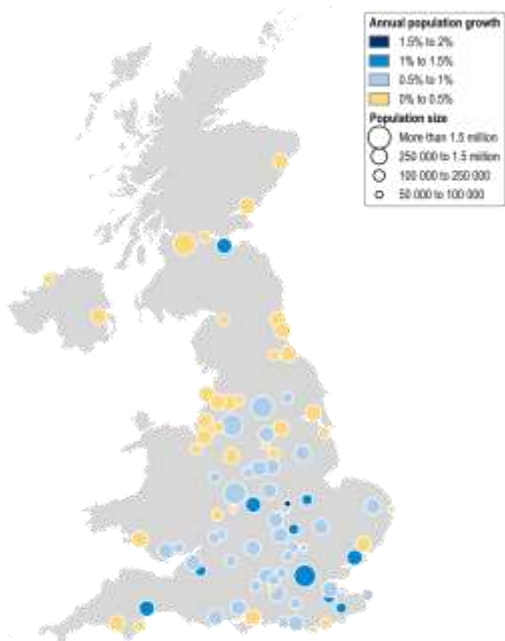 Annual population growth
1.5% to 2%
1% to 1.5%
0.5% to 1%
0% to 0.5%
Population size
More than 1.5 million
250 000 to 1.5 million
100 000 to 250 000
50 000 to 100 000